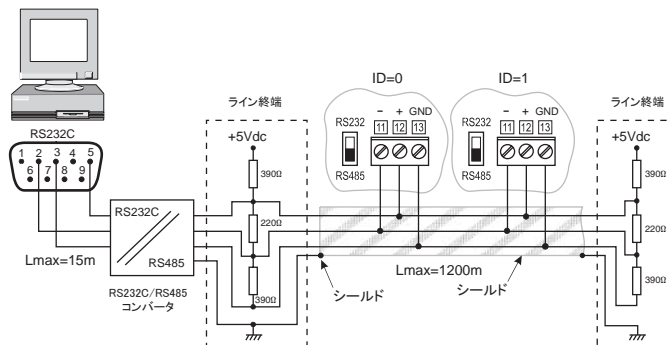 ID=0
ID=1
ライン終端
ライン終端
RS232
− + GND
RS232
− + GND
RS232C
+5Vdc
11 12 13
11 12 13
+5Vdc
1 2 3 4 5
6 7 8 9
RS485
RS485
390Ω
390Ω
RS232C
220Ω
220Ω
Lmax=15m
RS485
Lmax=1200m
390Ω
390Ω
RS232C/RS485
コンバータ
シールド
シールド